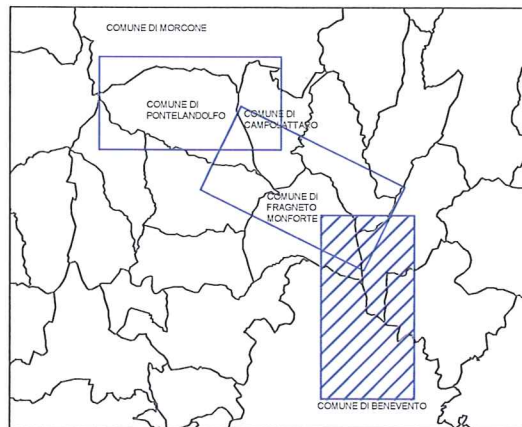 COMUNE DI MORCONE
COMUNE DI
PONTELANDOLFO
COMUNE DI
CAMPOLATTARO
COMUNE DI
FRAGNETO
MONFORTE
COMUNE DI BENEVENTO